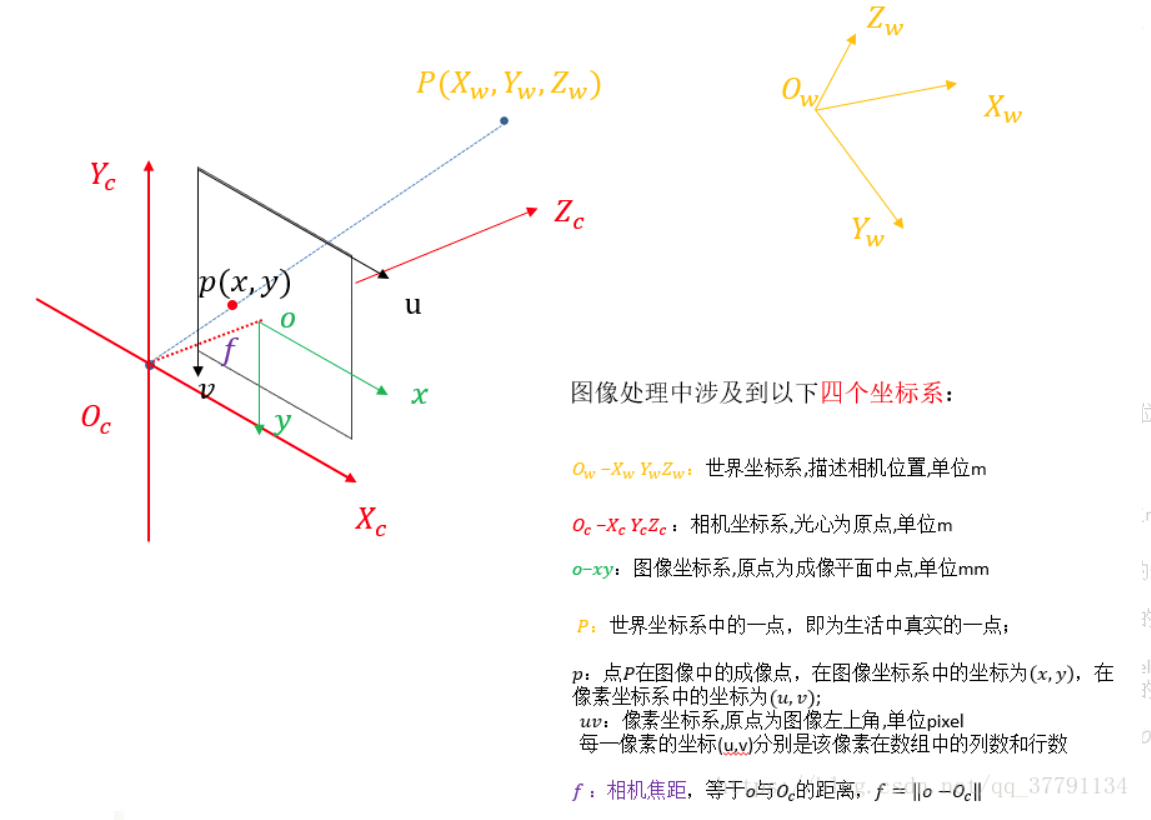 Z_w
P(X_w, Y_w, Z_w)
O_w
X_w
Y_c
Z_c
Y_w
p(x, y)
u
o
f
v
x
y
O_c
X_c
图像处理中涉及到以下四个坐标系：
O_w -X_w Y_wZ_w：世界坐标系,描述相机位置,单位m
O_c -X_c Y_cZ_c：相机坐标系,光心为原点,单位m
o-xy：图像坐标系,原点为成像平面中点,单位mm
P：世界坐标系中的一点，即为生活中真实的一点；
p：点P在图像中的成像点，在图像坐标系中的坐标为(x, y)，在
像素坐标系中的坐标为(u, v);
uv：像素坐标系,原点为图像左上角,单位pixel
每一像素的坐标(u,v)分别是该像素在数组中的列数和行数
f：相机焦距，等于o与O_c的距离，f = ‖o -O_c‖
qq_37791134